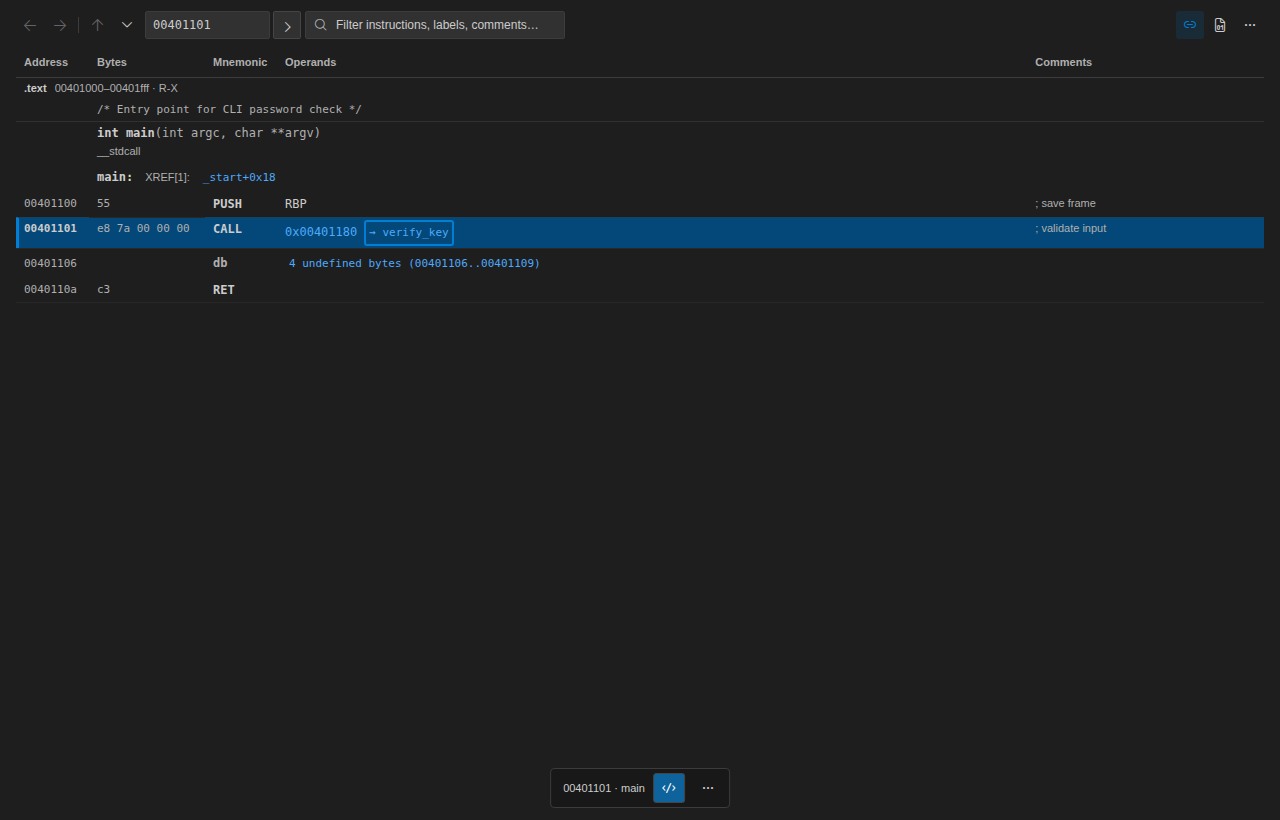 00401101 Filter instructions, labels, comments…
Address Bytes Mnemonic Operands Comments
.text 00401000–00401fff · R-X
/* Entry point for CLI password check */
int main(int argc, char **argv)
__stdcall
main: XREF[1]: _start+0x18
00401100 55 PUSH RBP ; save frame
00401101 e8 7a 00 00 00 CALL 0x00401180 → verify_key ; validate input
00401106 db 4 undefined bytes (00401106..00401109)
0040110a c3 RET
00401101 · main